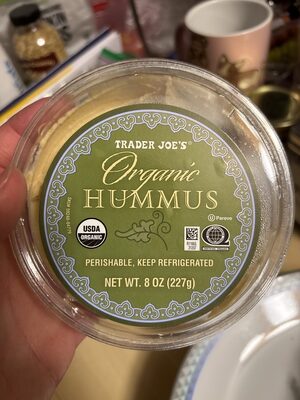 TRADER JOE'S®
Organic
HUMMUS
U Pareve
USDA
ORGANIC
PERISHABLE, KEEP REFRIGERATED
NET WT. 8 OZ (227g)